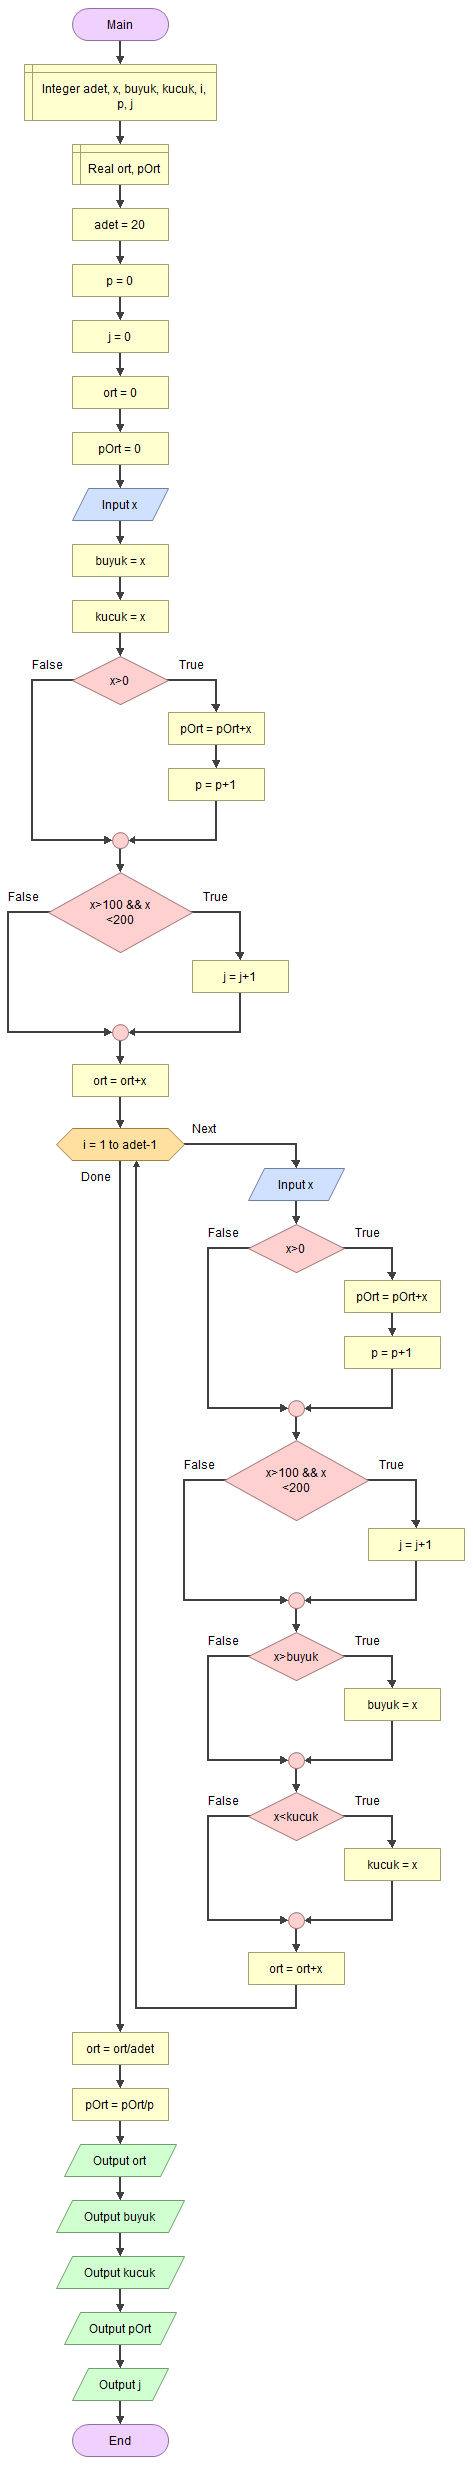 Main
Integer adet, x, buyuk, kucuk, i,
p, j
Real ort, pOrt
adet = 20
p = 0
j = 0
ort = 0
pOrt = 0
Input x
buyuk = x
kucuk = x
False
True
x>0
pOrt = pOrt+x
p = p+1
False
True
x>100 && x
<200
j = j+1
ort = ort+x
i = 1 to adet-1
Next
Done
Input x
False
True
x>0
pOrt = pOrt+x
p = p+1
False
True
x>100 && x
<200
j = j+1
False
True
x>buyuk
buyuk = x
False
True
x<kucuk
kucuk = x
ort = ort+x
ort = ort/adet
pOrt = pOrt/p
Output ort
Output buyuk
Output kucuk
Output pOrt
Output j
End